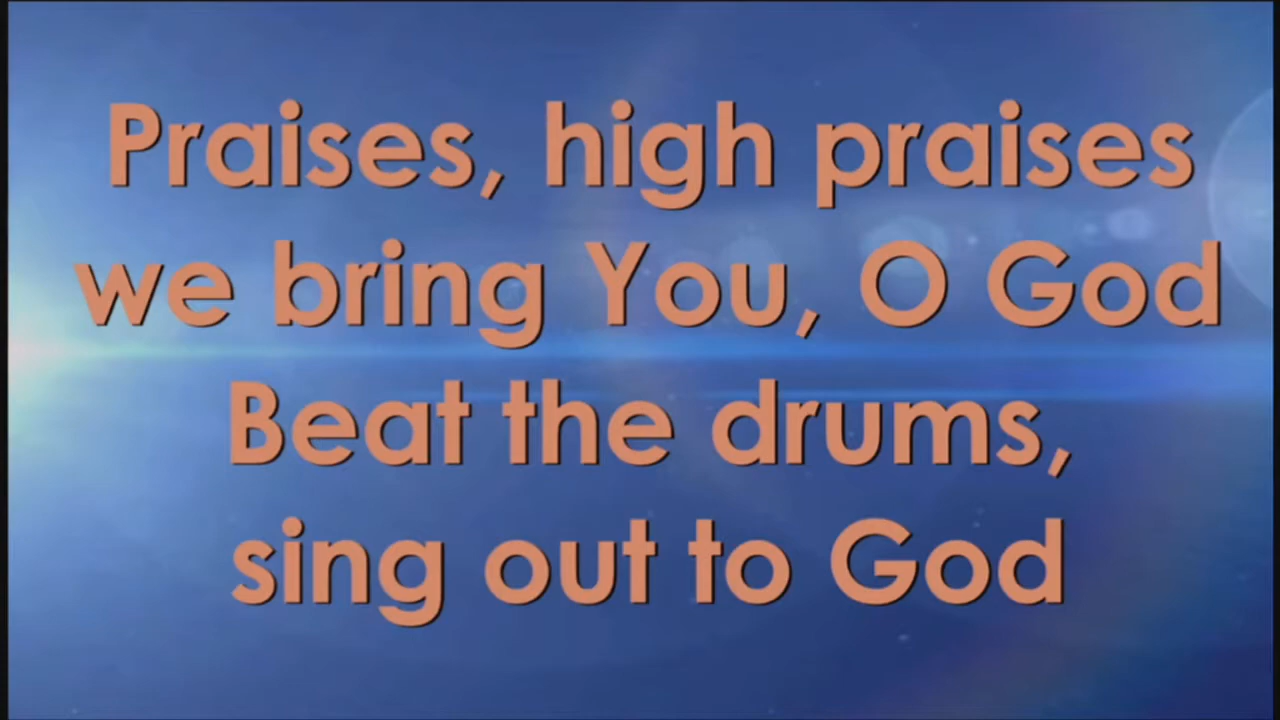 Praises, high praises
we bring You, O God
Beat the drums,
sing out to God